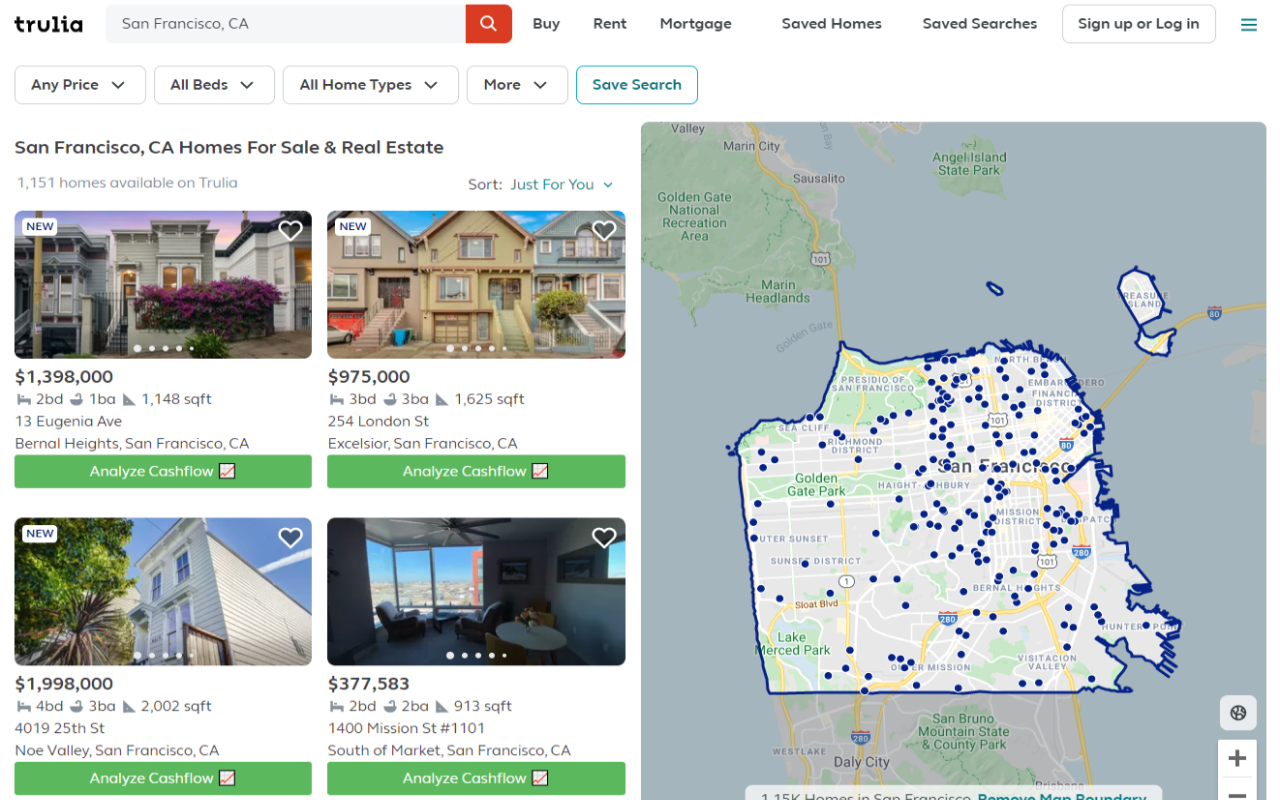 trulia
San Francisco, CA
Buy
Rent
Mortgage
Saved Homes
Saved Searches
Sign up or Log in
Any Price
All Beds
All Home Types
More
Save Search
San Francisco, CA Homes For Sale & Real Estate
1,151 homes available on Trulia
Sort: Just For You
NEW
$1,398,000
2bd 1ba 1,148 sqft
13 Eugenia Ave
Bernal Heights, San Francisco, CA
Analyze Cashflow
NEW
$975,000
3bd 3ba 1,625 sqft
254 London St
Excelsior, San Francisco, CA
Analyze Cashflow
NEW
$1,998,000
4bd 3ba 2,002 sqft
4019 25th St
Noe Valley, San Francisco, CA
Analyze Cashflow
$377,583
2bd 2ba 913 sqft
1400 Mission St #1101
South of Market, San Francisco, CA
Analyze Cashflow
Valley
Marin City
Sausalito
Angel Island
State Park
Golden Gate
National
Recreation
Area
101
Marin
Headlands
Golden Gate
TREASURE
ISLAND
80
NORTH BEACH
PRESIDIO OF
SAN FRANCISCO
101
EMBARCADERO
FINANCIAL
DISTRICT
SEA CLIFF
101
RICHMOND
DISTRICT
80
San Francisco
Golden
Gate Park
HAIGHT-ASHBURY
MISSION
DISTRICT
DOGPATCH
OUTER SUNSET
SUNSET DISTRICT
280
101
1
BERNAL HEIGHTS
Sloat Blvd
280
HUNTERS POINT
Lake
Merced Park
OUTER MISSION
VISITACION
VALLEY
San Bruno
Mountain State
& County Park
280
WESTLAKE
Daly City
Brisbane
1.15K Homes in San Francisco Remove Map Boundary